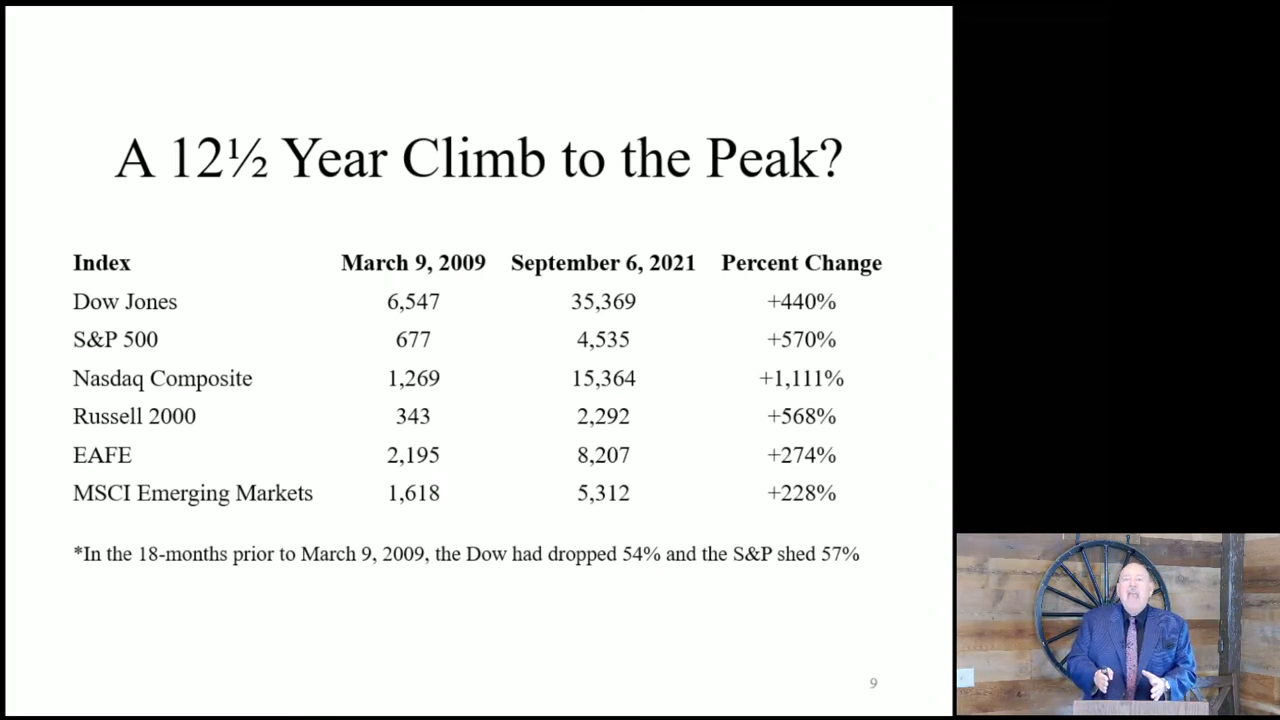 A 12½ Year Climb to the Peak?
Index March 9, 2009 September 6, 2021 Percent Change
Dow Jones 6,547 35,369 +440%
S&P 500 677 4,535 +570%
Nasdaq Composite 1,269 15,364 +1,111%
Russell 2000 343 2,292 +568%
EAFE 2,195 8,207 +274%
MSCI Emerging Markets 1,618 5,312 +228%
*In the 18-months prior to March 9, 2009, the Dow had dropped 54% and the S&P shed 57%
9